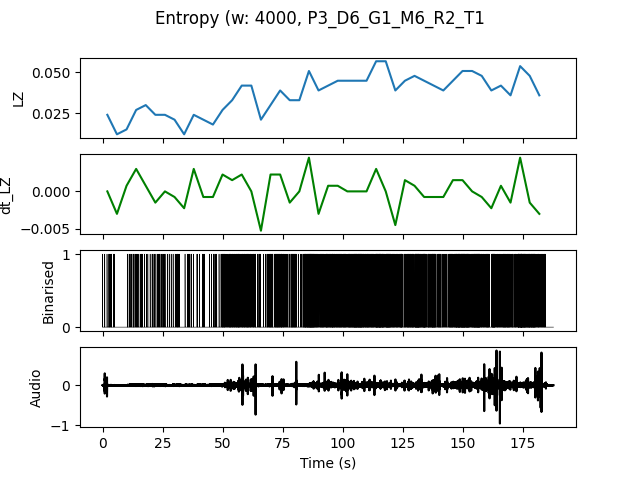 Entropy (w: 4000, P3_D6_G1_M6_R2_T1
LZ
0.050
0.025
dt_LZ
0.000
−0.005
Binarised
1
0
Audio
0
−1
0 25 50 75 100 125 150 175
Time (s)